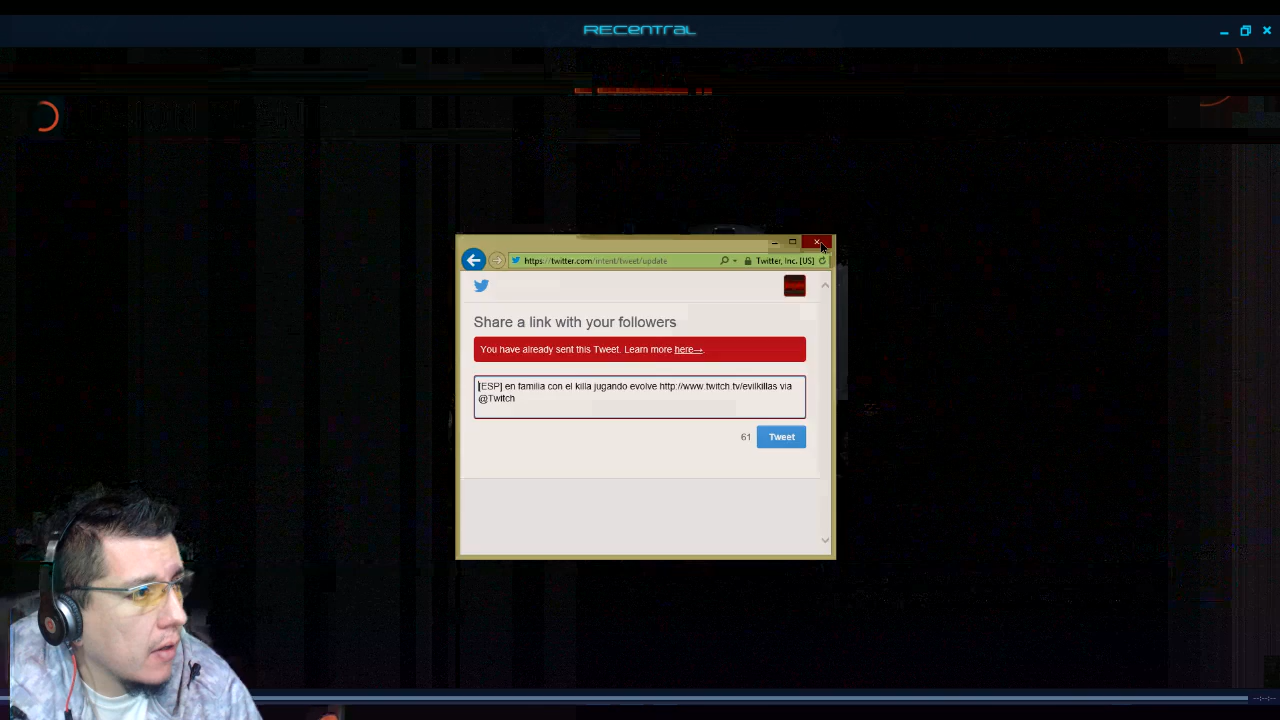 RECENTRAL
https://twitter.com/intent/tweet/update
Twitter, Inc. [US]
Share a link with your followers
You have already sent this Tweet. Learn more here→.
[ESP] en familia con el killa jugando evolve http://www.twitch.tv/evilkillas via
@Twitch
61
Tweet
--:--:--